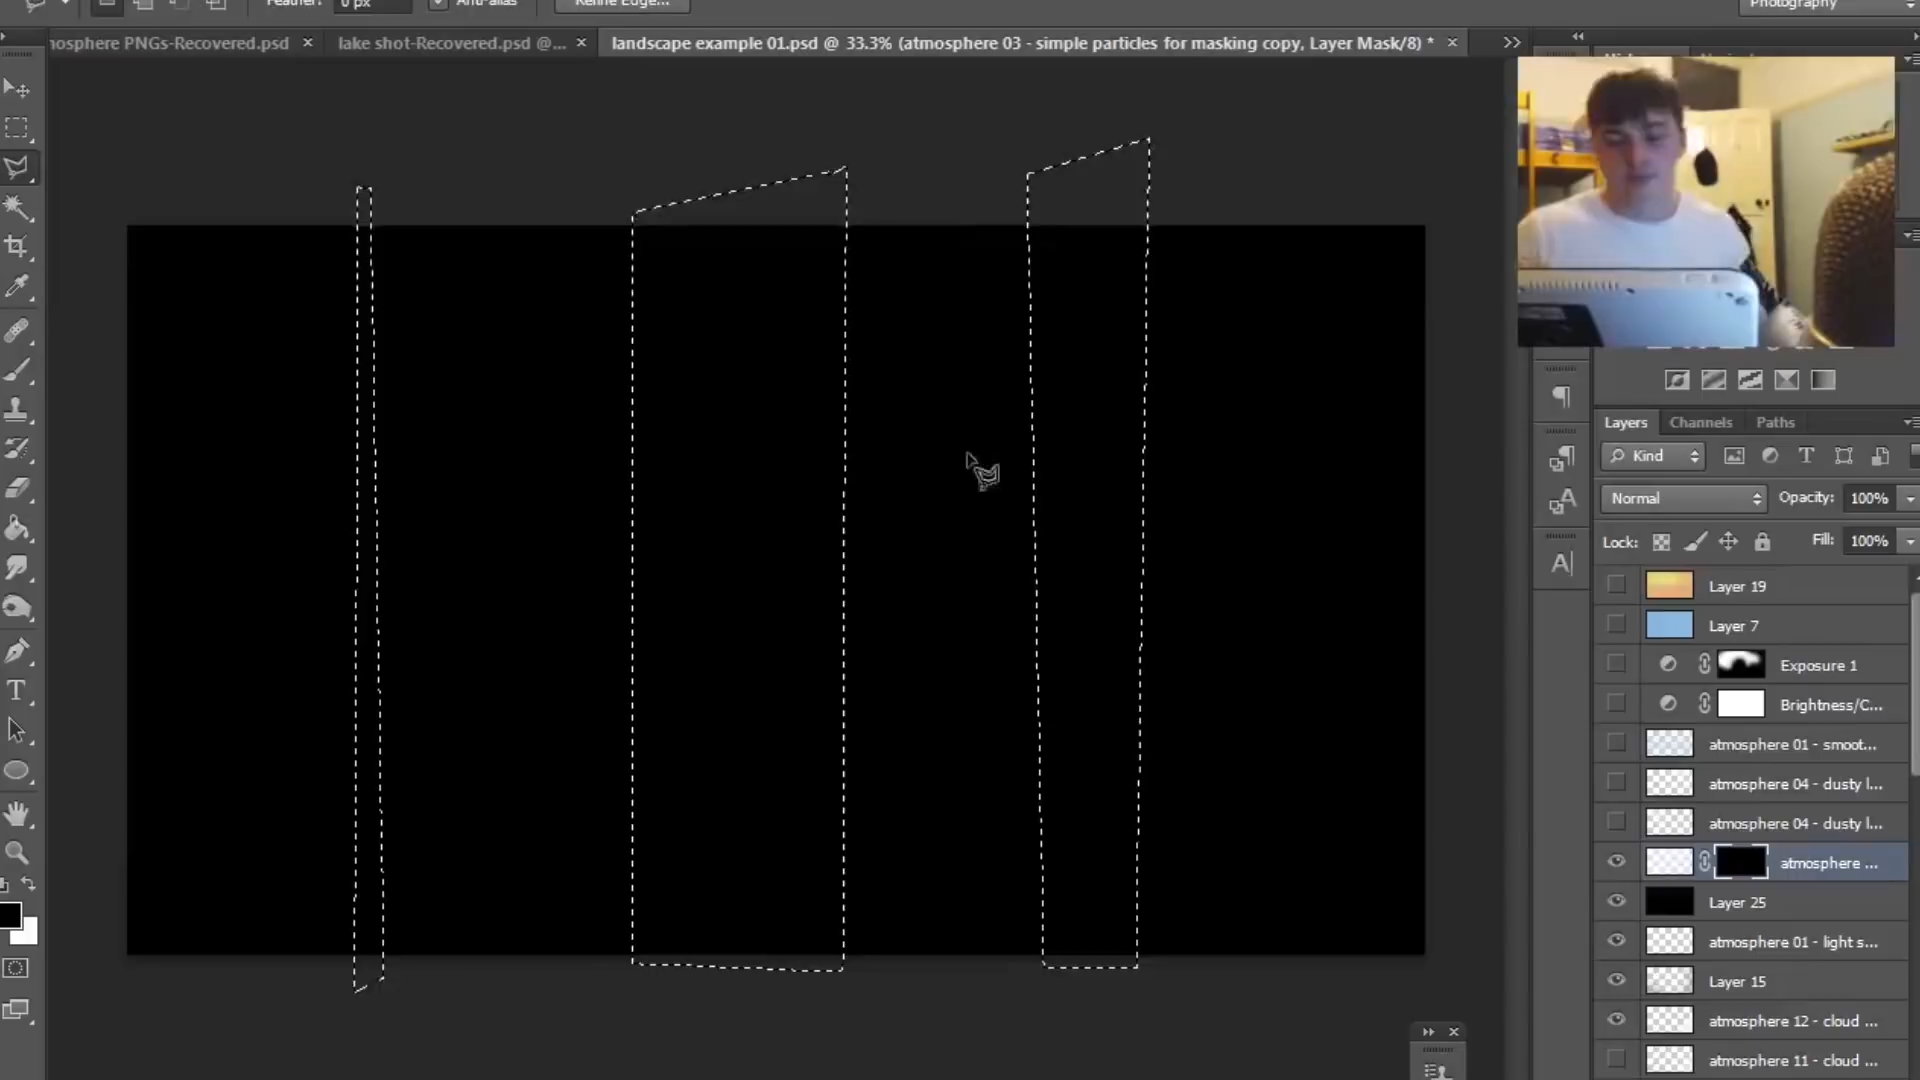 Feather: 0 px Anti-alias Refine Edge... Photography
mosphere PNGs-Recovered.psd × lake shot-Recovered.psd @... × landscape example 01.psd @ 33.3% (atmosphere 03 - simple particles for masking copy, Layer Mask/8) * ×
Layers Channels Paths
Kind
Normal Opacity: 100%
Lock: Fill: 100%
Layer 19
Layer 7
Exposure 1
Brightness/C...
atmosphere 01 - smoot...
atmosphere 04 - dusty l...
atmosphere 04 - dusty l...
atmosphere ...
Layer 25
atmosphere 01 - light s...
Layer 15
atmosphere 12 - cloud ...
atmosphere 11 - cloud ...